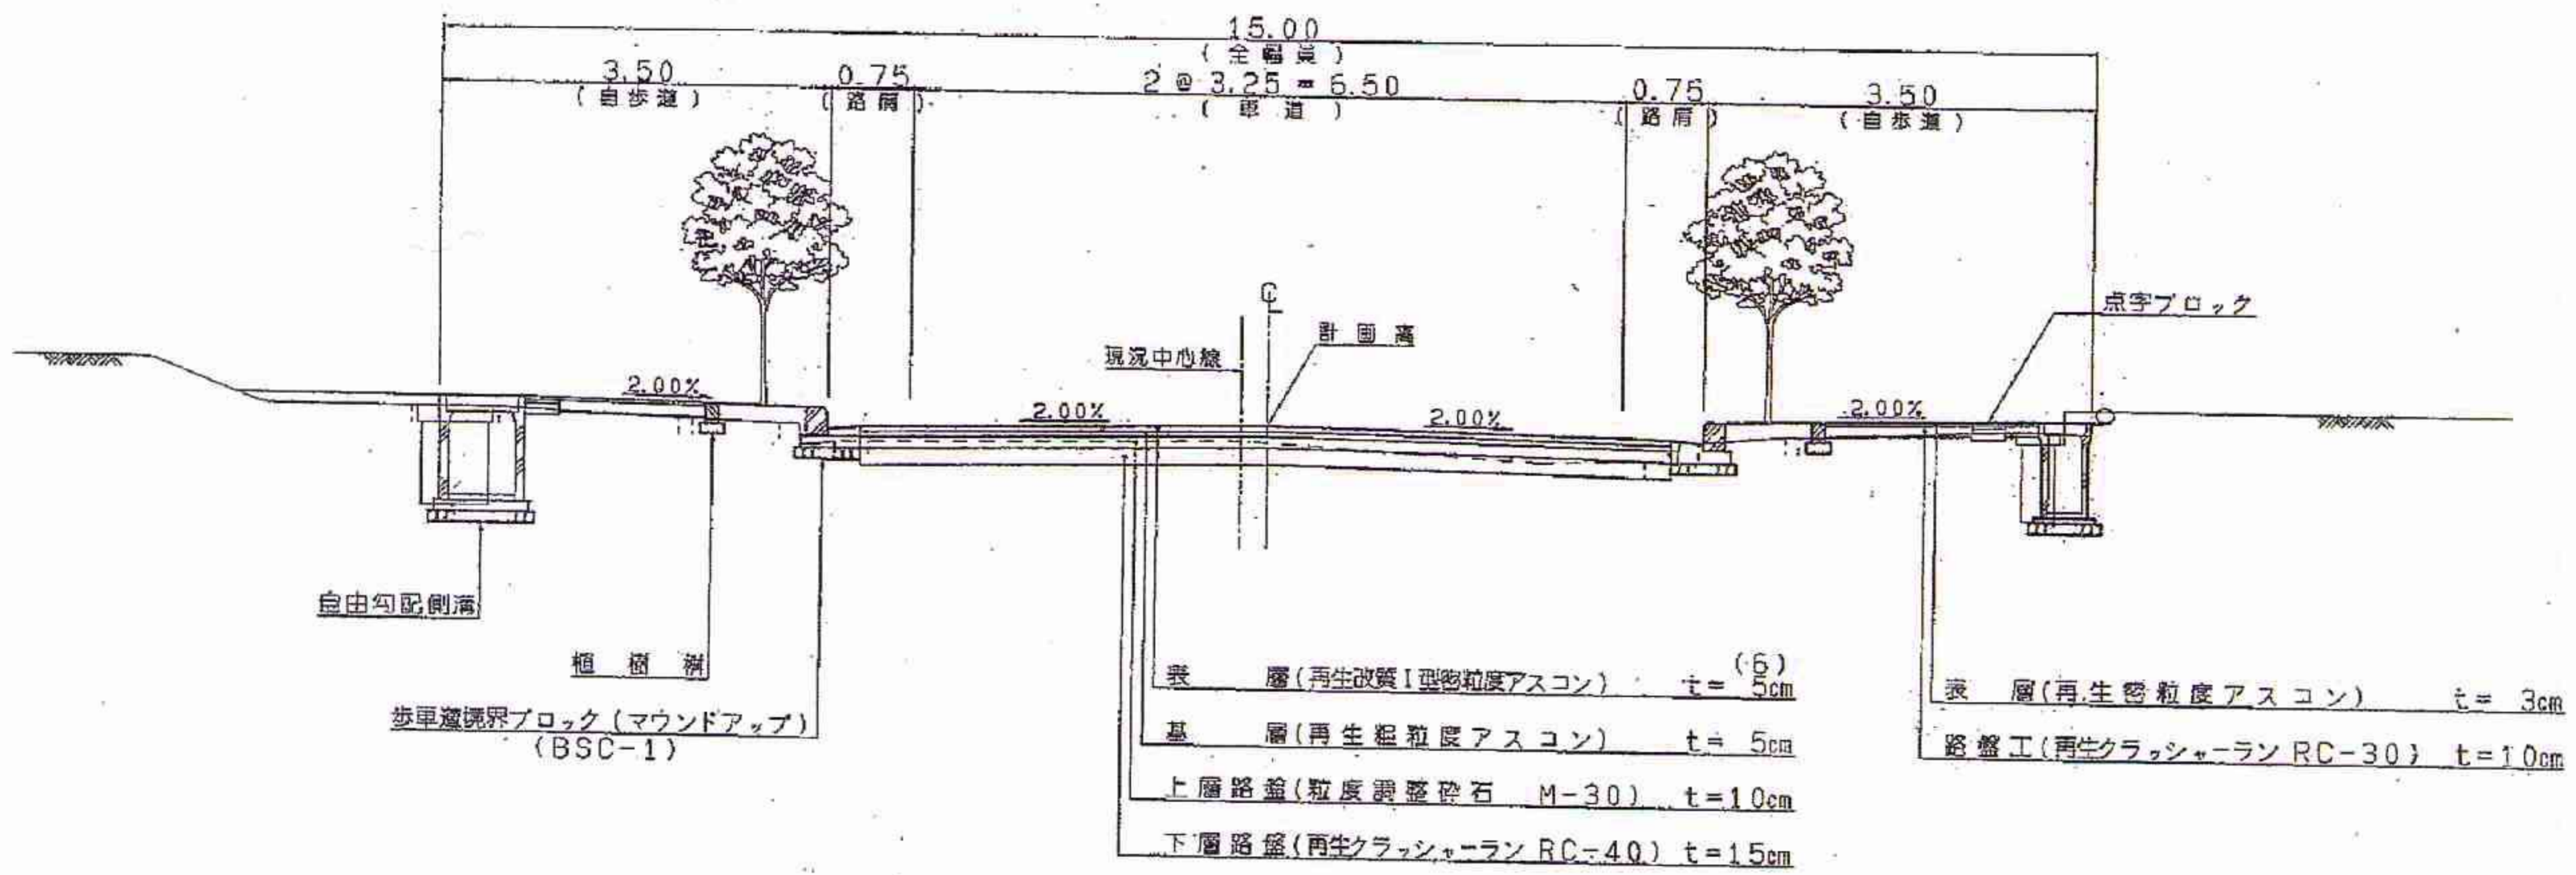 15.00
(全幅員)
3.50
(自歩道)
0.75
(路肩)
2 @ 3.25 = 6.50
(車道)
0.75
(路肩)
3.50
(自歩道)
点字ブロック
計画高
現況中心線
2.00%
2.00%
2.00%
2.00%
自由勾配側溝
植樹桝
歩車道境界ブロック(マウンドアップ)
(BSC-1)
(6)
表層(再生改質I型密粒度アスコン) t= 5cm
基層(再生粗粒度アスコン) t= 5cm
上層路盤(粒度調整砕石 M-30) t=10cm
下層路盤(再生クラッシャーラン RC-40) t=15cm
表層(再生密粒度アスコン) t= 3cm
路盤工(再生クラッシャーラン RC-30) t=10cm